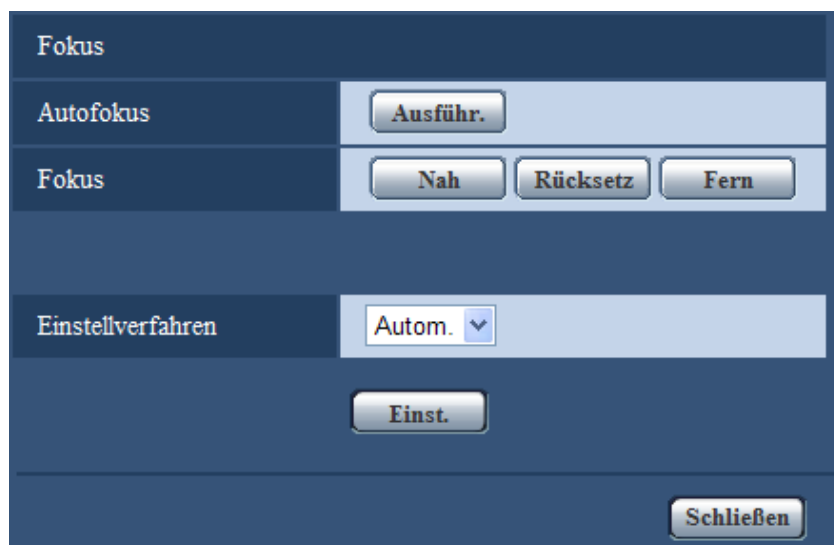 Fokus
Autofokus Ausführ.
Fokus Nah Rücksetz Fern
Einstellverfahren Autom.
Einst.
Schließen